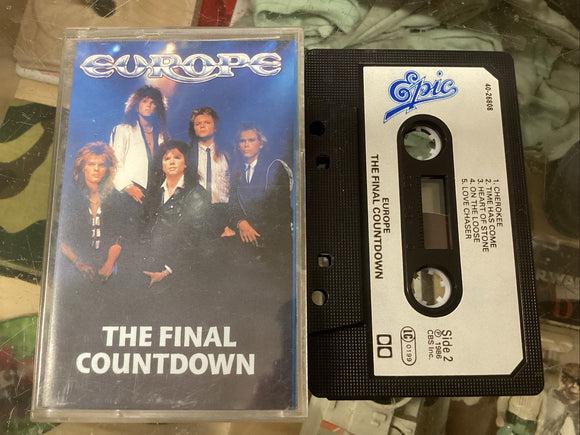 EUROPE
THE FINAL
COUNTDOWN
Epic
40-26808
EUROPE
THE FINAL COUNTDOWN
1. CHEROKEE
2. TIME HAS COME
3. HEART OF STONE
4. ON THE LOOSE
5. LOVE CHASER
Side 2
℗ 1986
CBS Inc.
LC 0199